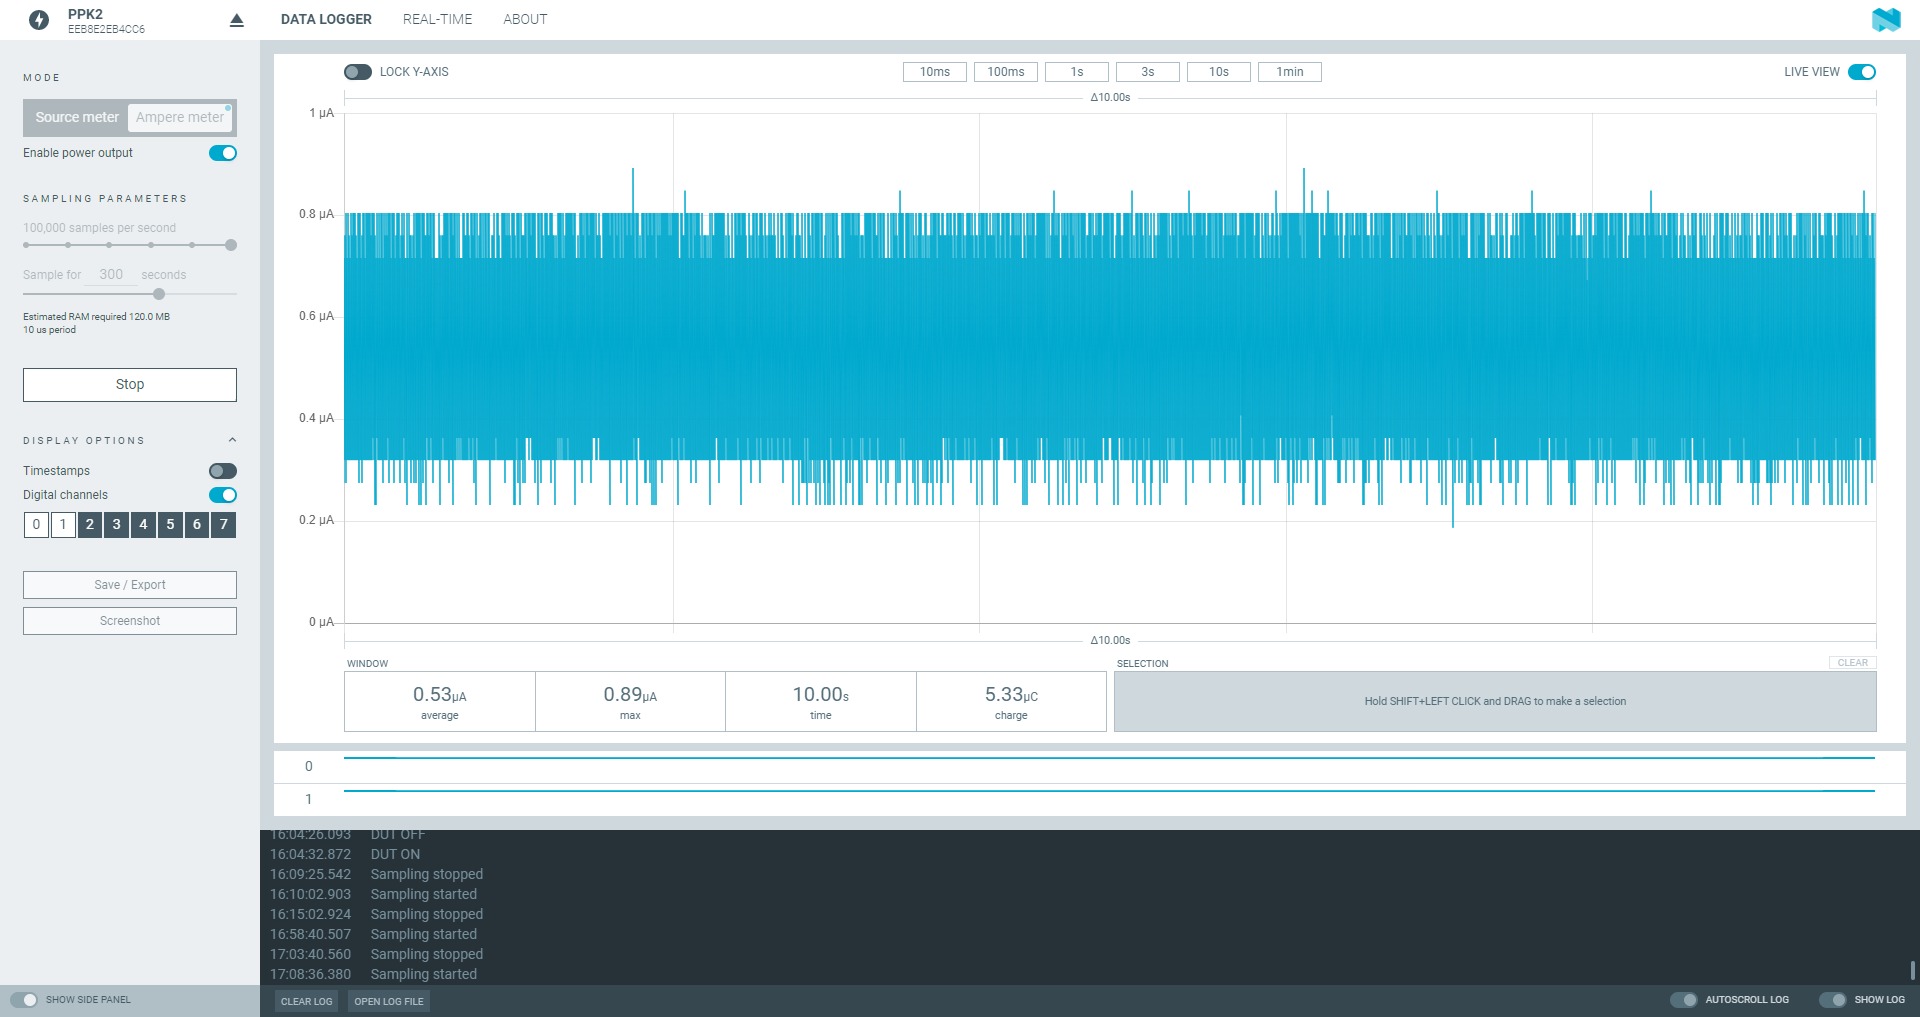 PPK2
EEB8E2EB4CC6
DATA LOGGER
REAL-TIME
ABOUT
MODE
Source meter
Ampere meter
Enable power output
SAMPLING PARAMETERS
100,000 samples per second
Sample for 300 seconds
Estimated RAM required 120.0 MB
10 us period
Stop
DISPLAY OPTIONS
Timestamps
Digital channels
0 1 2 3 4 5 6 7
Save / Export
Screenshot
SHOW SIDE PANEL
LOCK Y-AXIS
10ms
100ms
1s
3s
10s
1min
LIVE VIEW
Δ10.00s
1 µA
0.8 µA
0.6 µA
0.4 µA
0.2 µA
0 µA
Δ10.00s
WINDOW
0.53µA
average
0.89µA
max
10.00s
time
5.33µC
charge
SELECTION
CLEAR
Hold SHIFT+LEFT CLICK and DRAG to make a selection
0
1
16:04:26.093 DUT OFF
16:04:32.872 DUT ON
16:09:25.542 Sampling stopped
16:10:02.903 Sampling started
16:15:02.924 Sampling stopped
16:58:40.507 Sampling started
17:03:40.560 Sampling stopped
17:08:36.380 Sampling started
CLEAR LOG
OPEN LOG FILE
AUTOSCROLL LOG
SHOW LOG